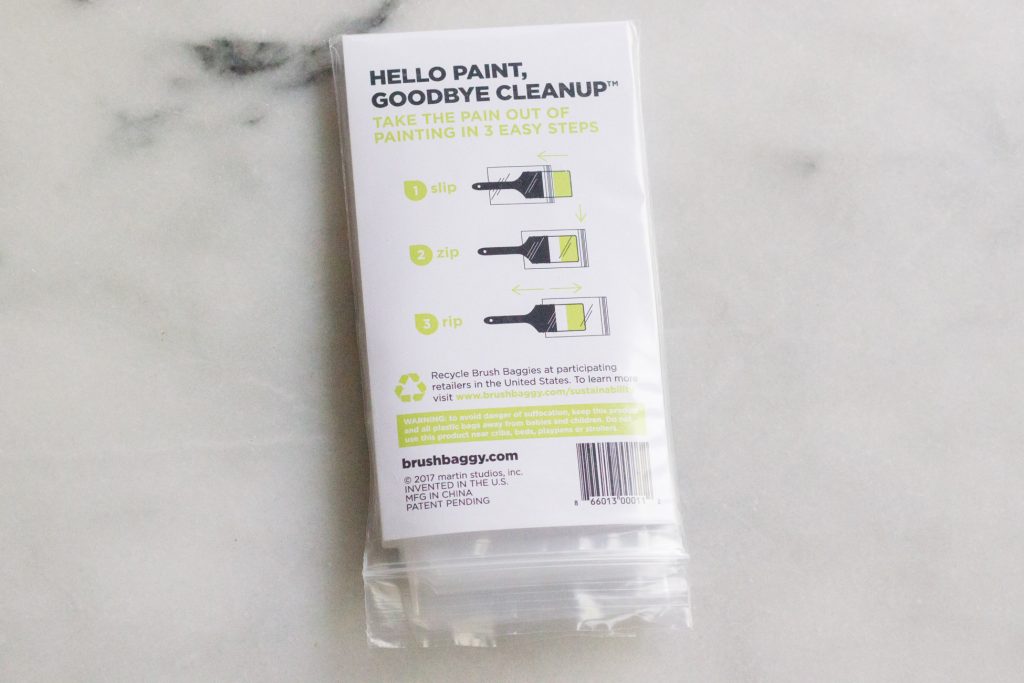 HELLO PAINT,
GOODBYE CLEANUP™
TAKE THE PAIN OUT OF
PAINTING IN 3 EASY STEPS
1 slip
2 zip
3 rip
Recycle Brush Baggies at participating
retailers in the United States. To learn more
visit www.brushbaggy.com/sustainability
WARNING: to avoid danger of suffocation, keep this product
and all plastic bags away from babies and children. Do not
use this product near cribs, beds, playpens or strollers.
brushbaggy.com
© 2017 martin studios, inc.
INVENTED IN THE U.S.
MFG IN CHINA
PATENT PENDING
8 66013 00011 2